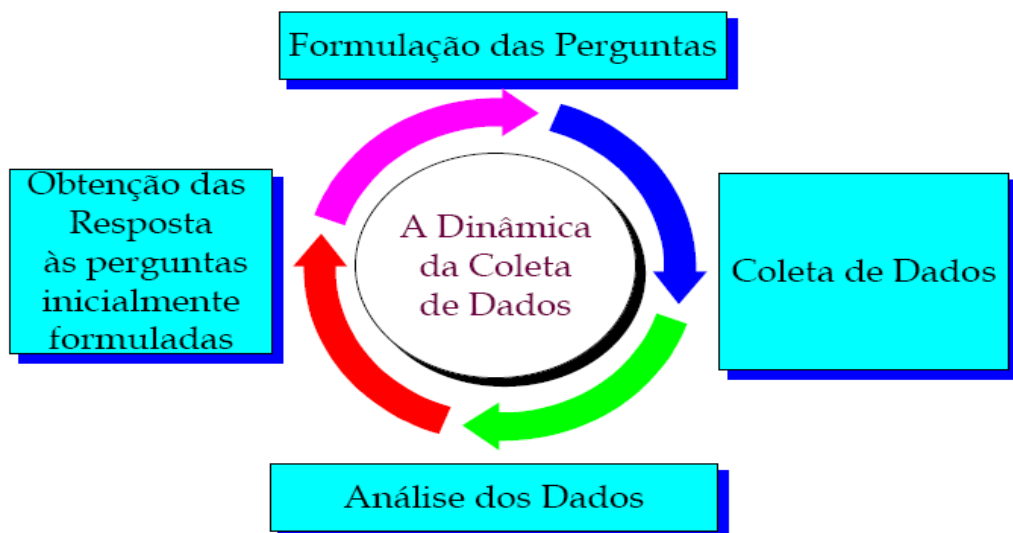 Formulação das Perguntas
Obtenção das
Resposta
às perguntas
inicialmente
formuladas
A Dinâmica
da Coleta
de Dados
Coleta de Dados
Análise dos Dados